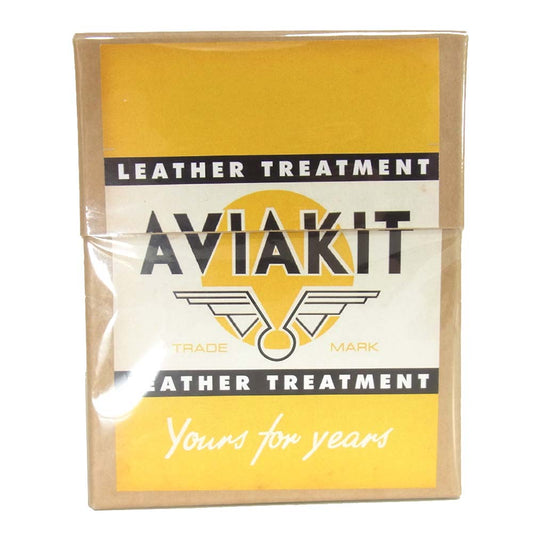 LEATHER TREATMENT
AVIAKIT
TRADE MARK
LEATHER TREATMENT
Yours for years